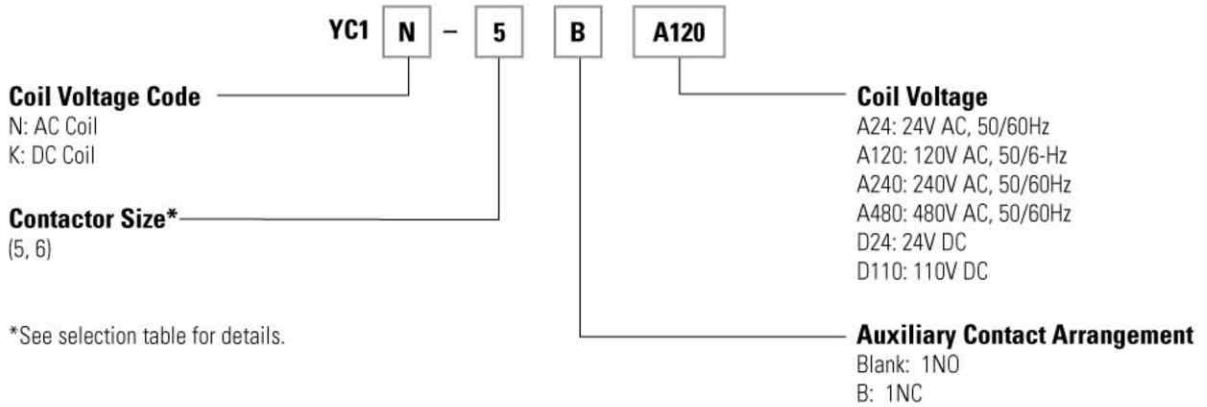 YC1 N – 5 B A120
Coil Voltage Code
N: AC Coil
K: DC Coil
Contactor Size*
(5, 6)
*See selection table for details.
Coil Voltage
A24: 24V AC, 50/60Hz
A120: 120V AC, 50/6-Hz
A240: 240V AC, 50/60Hz
A480: 480V AC, 50/60Hz
D24: 24V DC
D110: 110V DC
Auxiliary Contact Arrangement
Blank: 1NO
B: 1NC